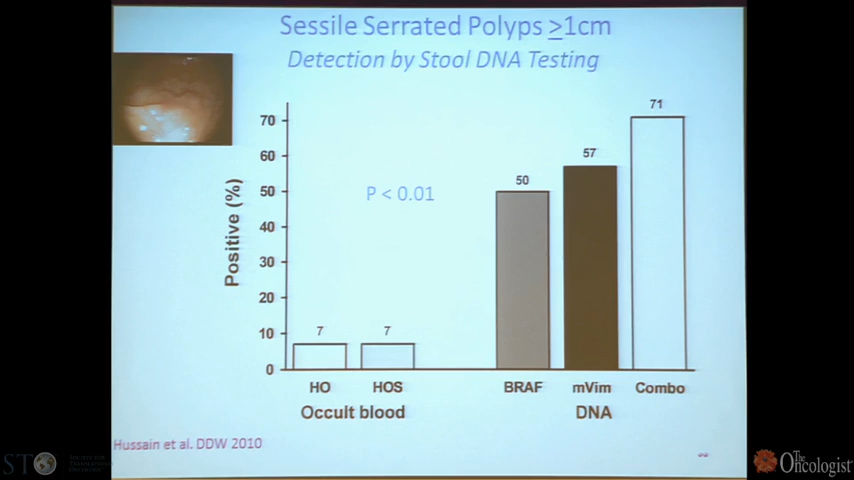 Sessile Serrated Polyps >1cm
Detection by Stool DNA Testing
Positive (%)
70
60
50
40
30
20
10
0
P < 0.01
7
7
50
57
71
HO
HOS
BRAF
mVim
Combo
Occult blood
DNA
Hussain et al. DDW 2010
The
Oncologist